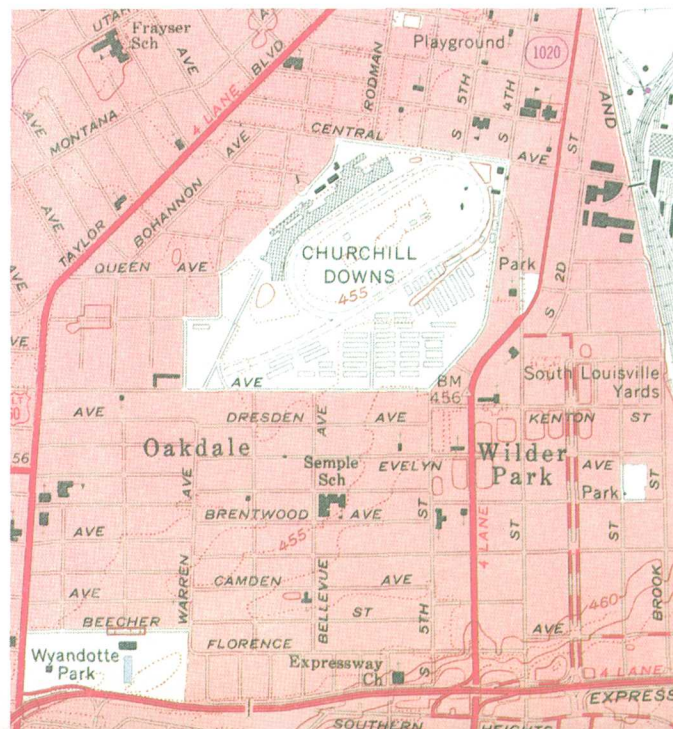 UTAH
Frayser
Sch
AVE
MONTANA
AVE
4 LANE
BLVD
AVE
RODMAN
Playground
5TH
S
4TH
S
1020
AND
ST
CENTRAL
AVE
TAYLOR
BOHANNON
AVE
AVE
QUEEN AVE
CHURCHILL
DOWNS
455
Park
2D
S
AVE
AVE
BM
456
South Louisville
Yards
AVE
DRESDEN
AVE
AVE
KENTON
ST
Oakdale
56
AVE
Semple
Sch
EVELYN
Wilder
Park
AVE
Park
ST
BRENTWOOD
AVE
AVE
455
ST
4 LANE
ST
ST
WARREN
AVE
CAMDEN
AVE
BELLEVUE
ST
5TH
S
460
BROOK
BEECHER
FLORENCE
AVE
Wyandotte
Park
Expressway
Ch
4 LANE
EXPRESS
SOUTHERN
HEIGHTS